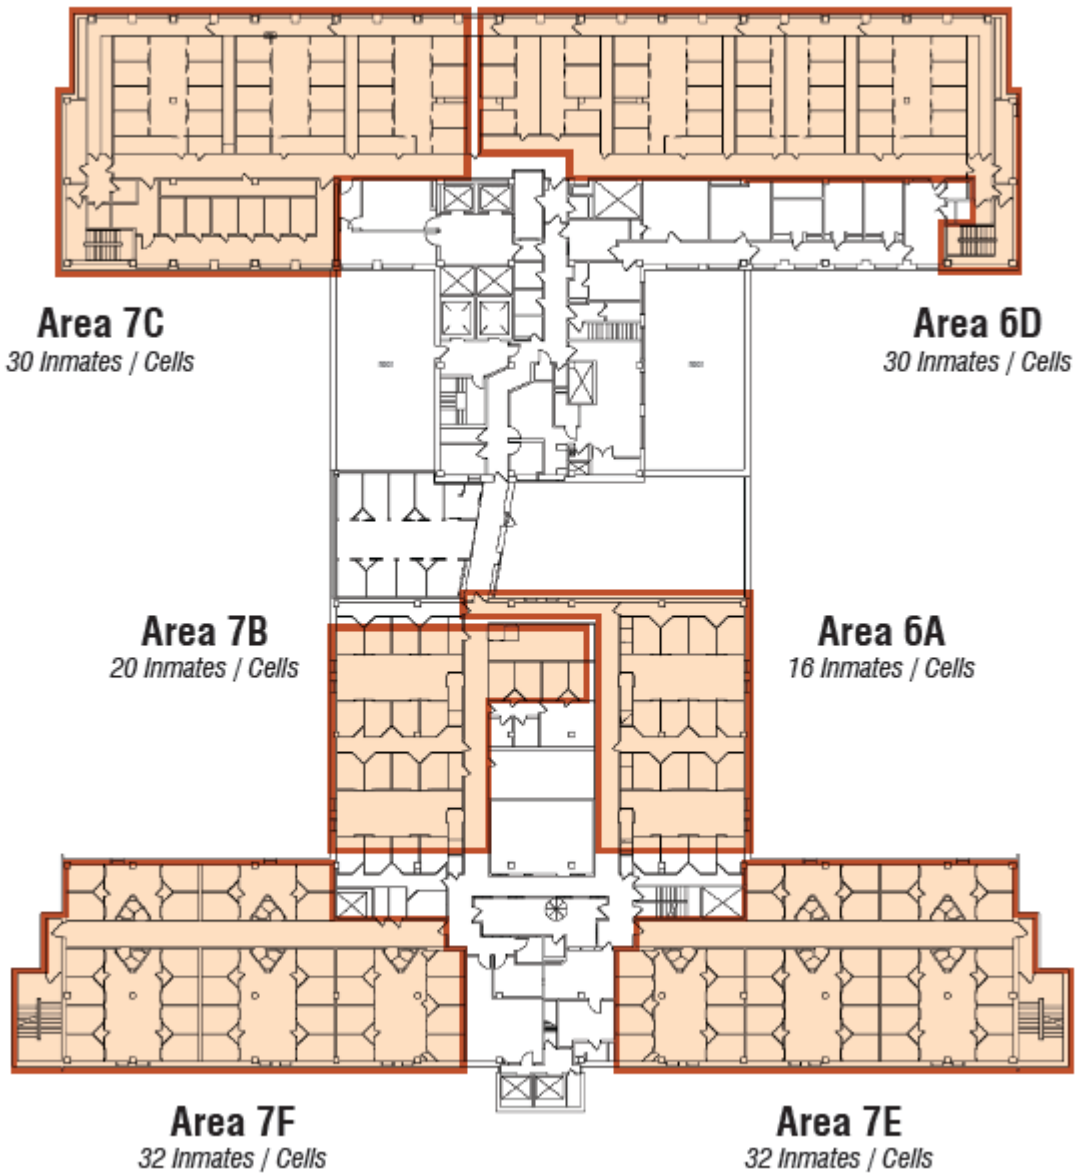 Area 7C
30 Inmates / Cells
Area 6D
30 Inmates / Cells
Area 7B
20 Inmates / Cells
Area 6A
16 Inmates / Cells
Area 7F
32 Inmates / Cells
Area 7E
32 Inmates / Cells